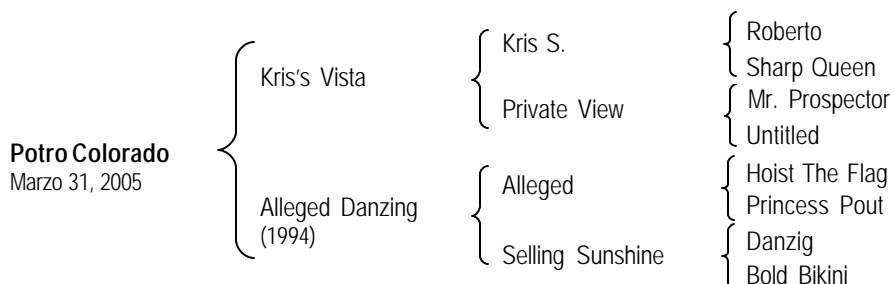 Potro Colorado
Marzo 31, 2005
Kris's Vista
Alleged Danzing
(1994)
Kris S.
Private View
Alleged
Selling Sunshine
Roberto
Sharp Queen
Mr. Prospector
Untitled
Hoist The Flag
Princess Pout
Danzig
Bold Bikini